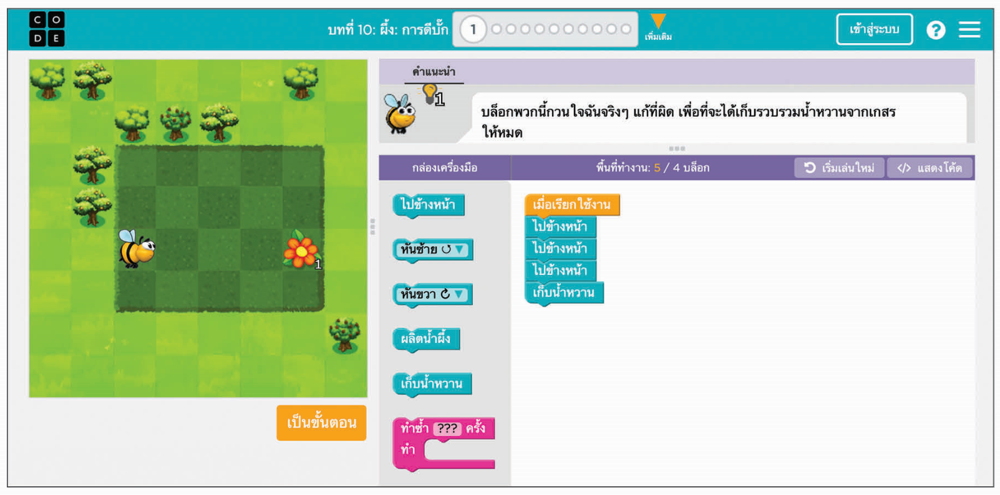 CO
DE
บทที่ 10: ผึ้ง: การดีบั๊ก
1
เพิ่มเติม
เข้าสู่ระบบ
?
คำแนะนำ
1
บล็อกพวกนี้กวนใจฉันจริงๆ แก้ที่ผิด เพื่อที่จะได้เก็บรวบรวมน้ำหวานจากเกสร
ให้หมด
กล่องเครื่องมือ
พื้นที่ทำงาน: 5 / 4 บล็อก
เริ่มเล่นใหม่
</> แสดงโค้ด
ไปข้างหน้า
หันซ้าย ↺ ▼
หันขวา ↻ ▼
ผลิตน้ำผึ้ง
เก็บน้ำหวาน
ทำซ้ำ ??? ครั้ง
ทำ
เมื่อเรียกใช้งาน
ไปข้างหน้า
ไปข้างหน้า
ไปข้างหน้า
เก็บน้ำหวาน
1
เป็นขั้นตอน